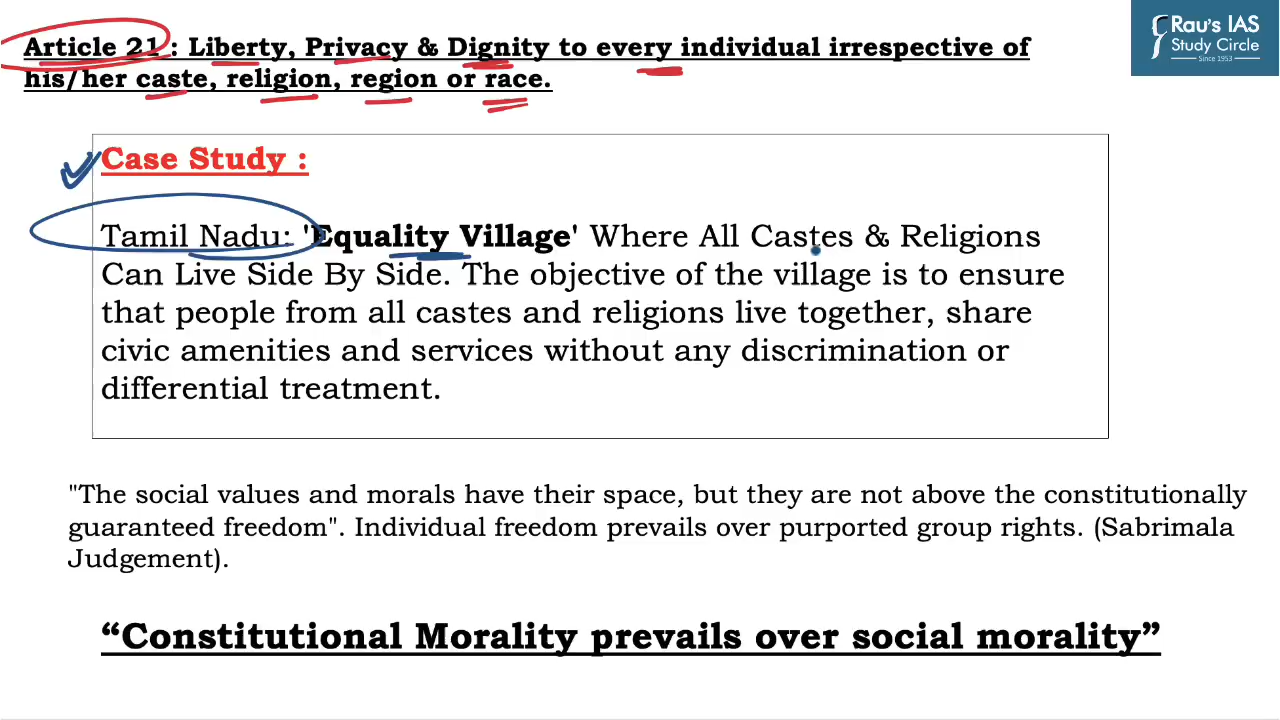 Article 21 : Liberty, Privacy & Dignity to every individual irrespective of
his/her caste, religion, region or race.
Rau's IAS
Study Circle
Since 1953
Case Study :
Tamil Nadu: 'Equality Village' Where All Castes & Religions
Can Live Side By Side. The objective of the village is to ensure
that people from all castes and religions live together, share
civic amenities and services without any discrimination or
differential treatment.
"The social values and morals have their space, but they are not above the constitutionally
guaranteed freedom". Individual freedom prevails over purported group rights. (Sabrimala
Judgement).
“Constitutional Morality prevails over social morality”